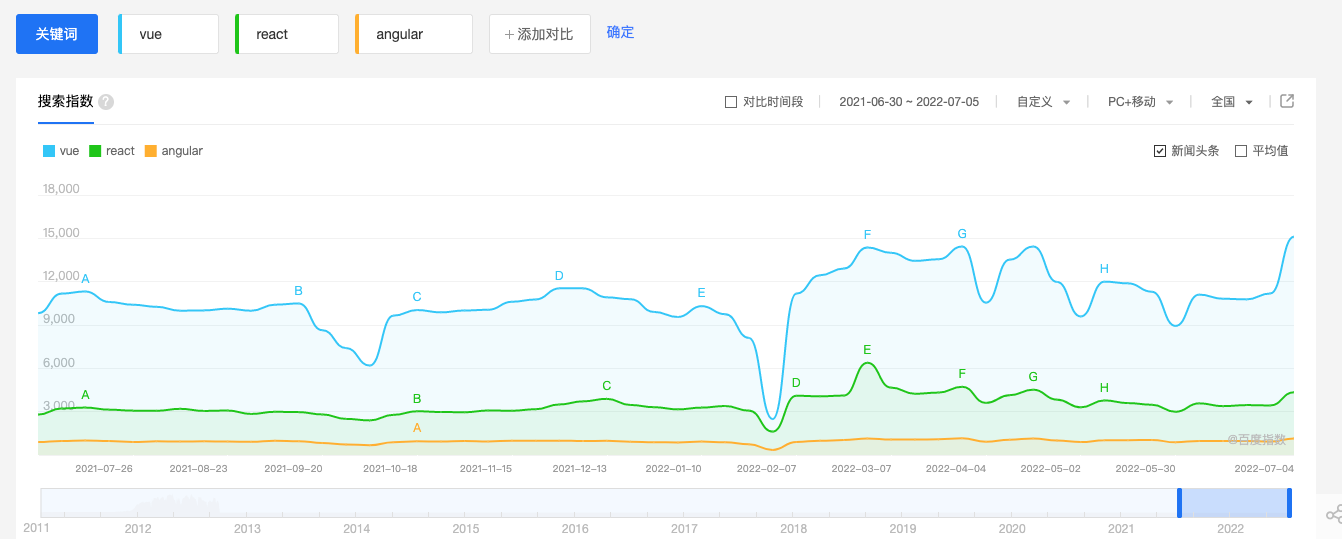 关键词 vue react angular + 添加对比 确定
搜索指数 ? 对比时间段 2021-06-30 ~ 2022-07-05 自定义 PC+移动 全国
vue react angular 新闻头条 平均值
18,000
15,000
12,000
9,000
6,000
3,000
A B C D E F G H
A B C D E F G H
A
@百度指数
2021-07-26 2021-08-23 2021-09-20 2021-10-18 2021-11-15 2021-12-13 2022-01-10 2022-02-07 2022-03-07 2022-04-04 2022-05-02 2022-05-30 2022-07-04
2011 2012 2013 2014 2015 2016 2017 2018 2019 2020 2021 2022